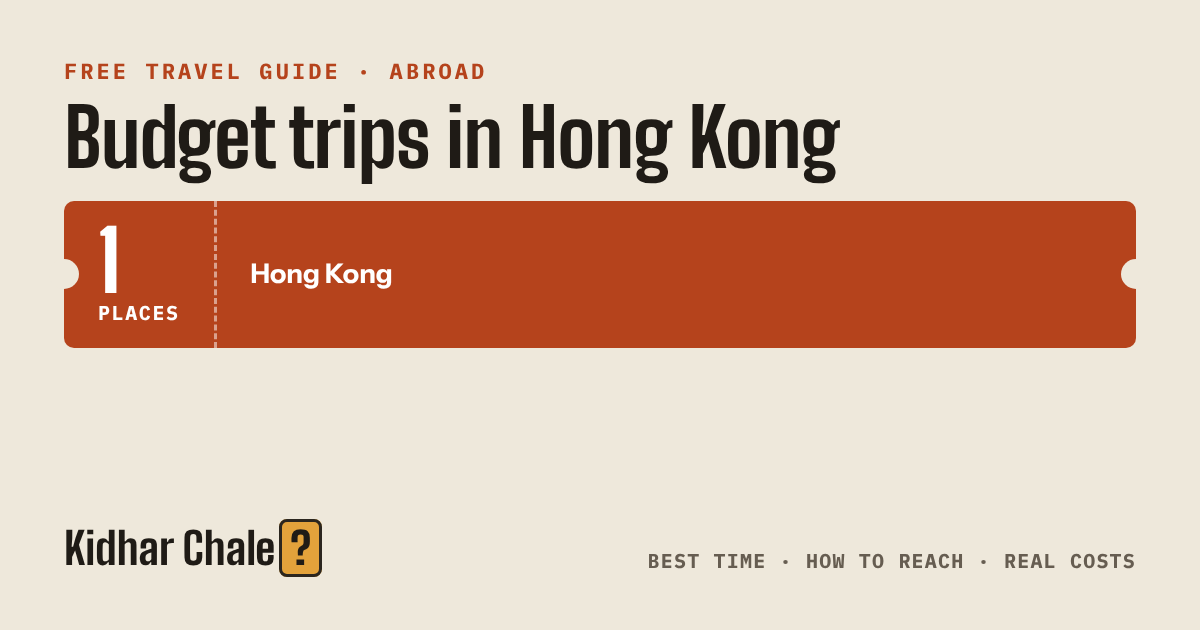 FREE TRAVEL GUIDE · ABROAD
Budget trips in Hong Kong
1
PLACES
Hong Kong
Kidhar Chale ?
BEST TIME · HOW TO REACH · REAL COSTS